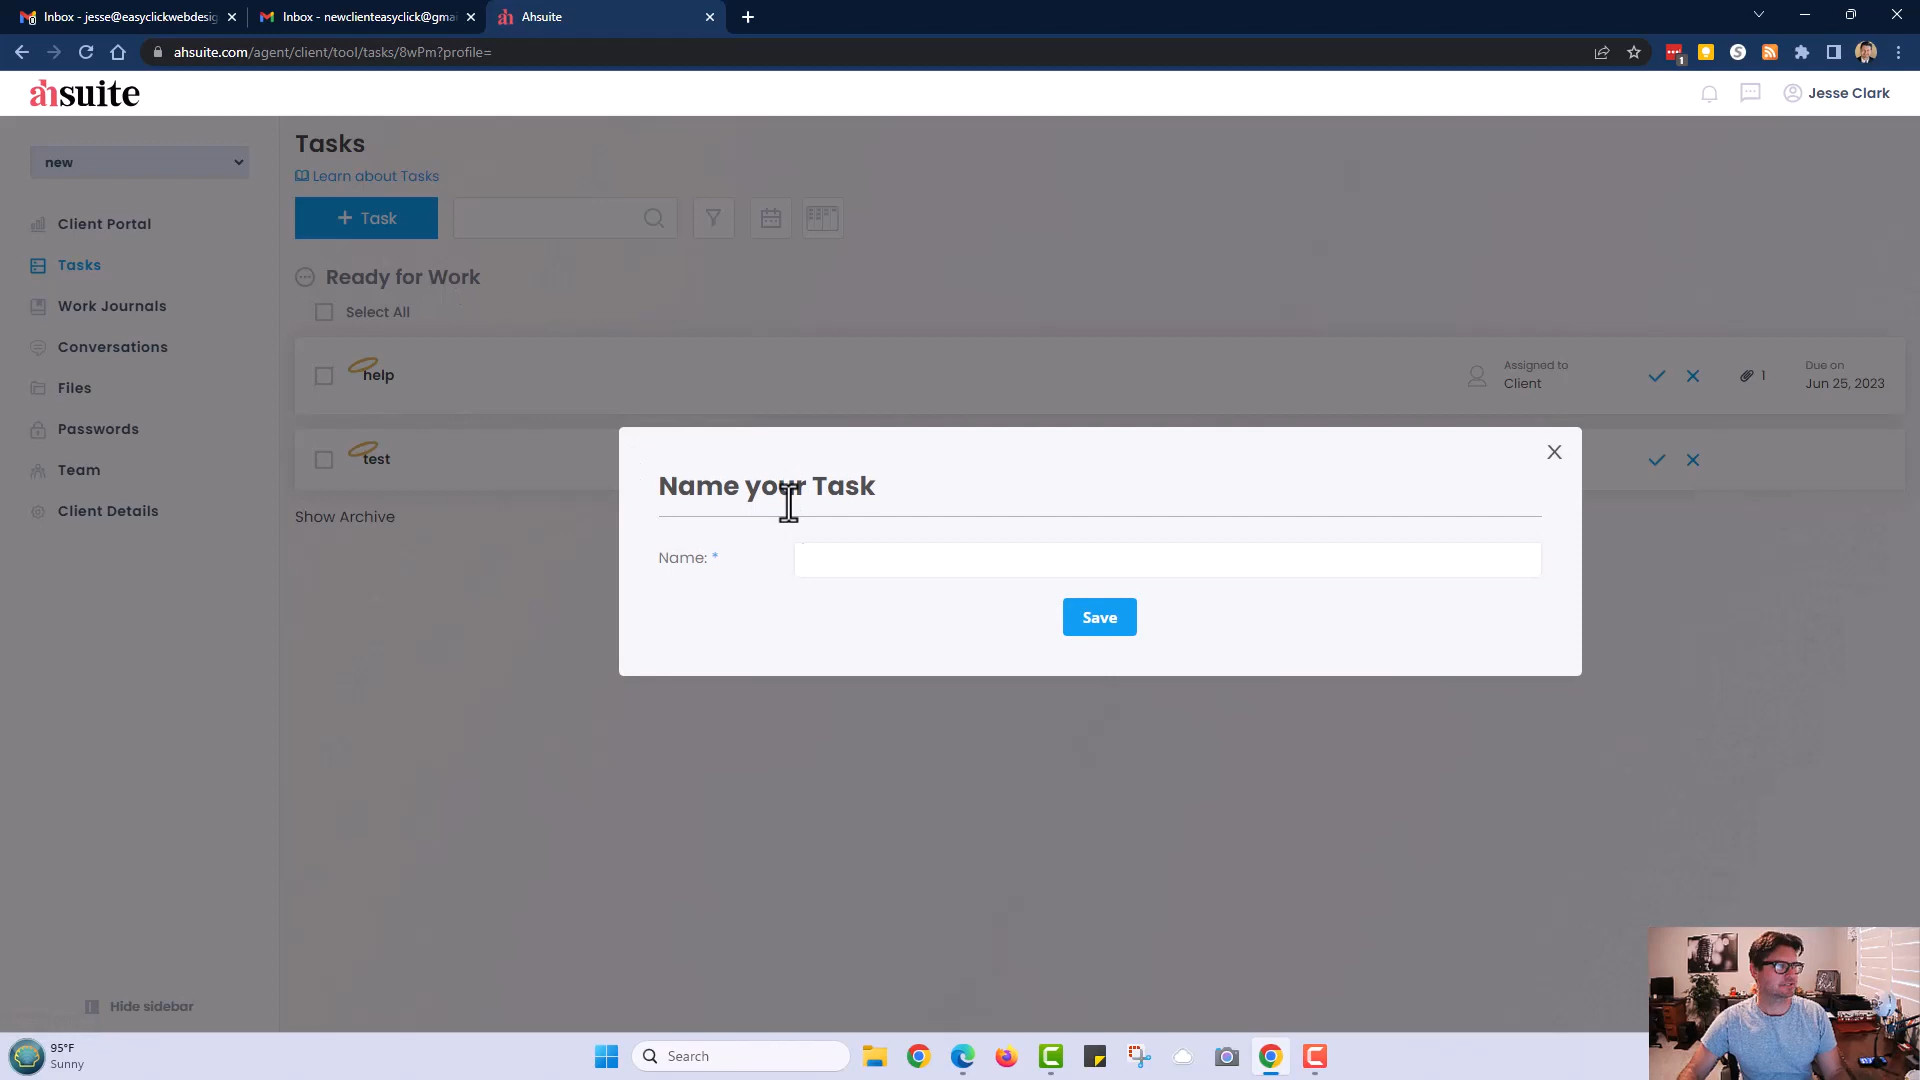 Inbox - jesse@easyclickwebdesig
Inbox - newclienteasyclick@gmai
Ahsuite
ahsuite.com/agent/client/tool/tasks/8wPm?profile=
1
ahsuite
Jesse Clark
new
Client Portal
Tasks
Work Journals
Conversations
Files
Passwords
Team
Client Details
Hide sidebar
Tasks
Learn about Tasks
+ Task
Ready for Work
Select All
help
Assigned to
Client
1
Due on
Jun 25, 2023
test
Show Archive
Name your Task
Name: *
Save
95°F
Sunny
Search